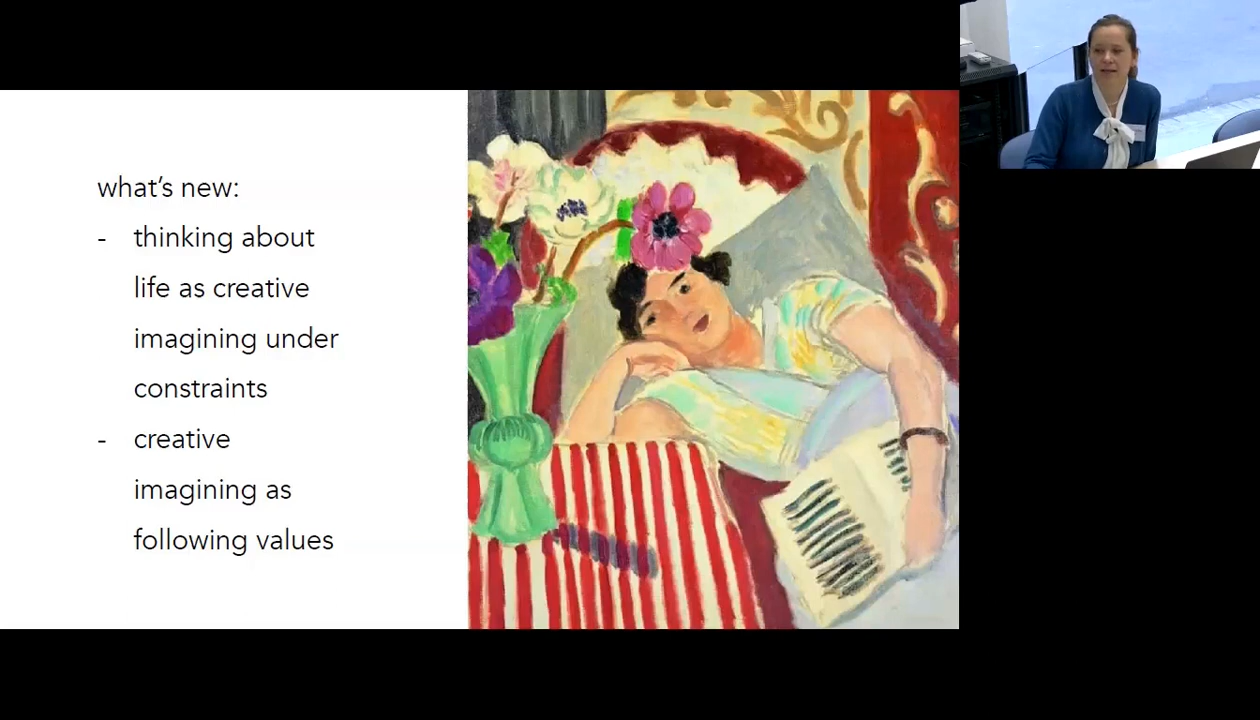 what's new:
- thinking about
life as creative
imagining under
constraints
- creative
imagining as
following values